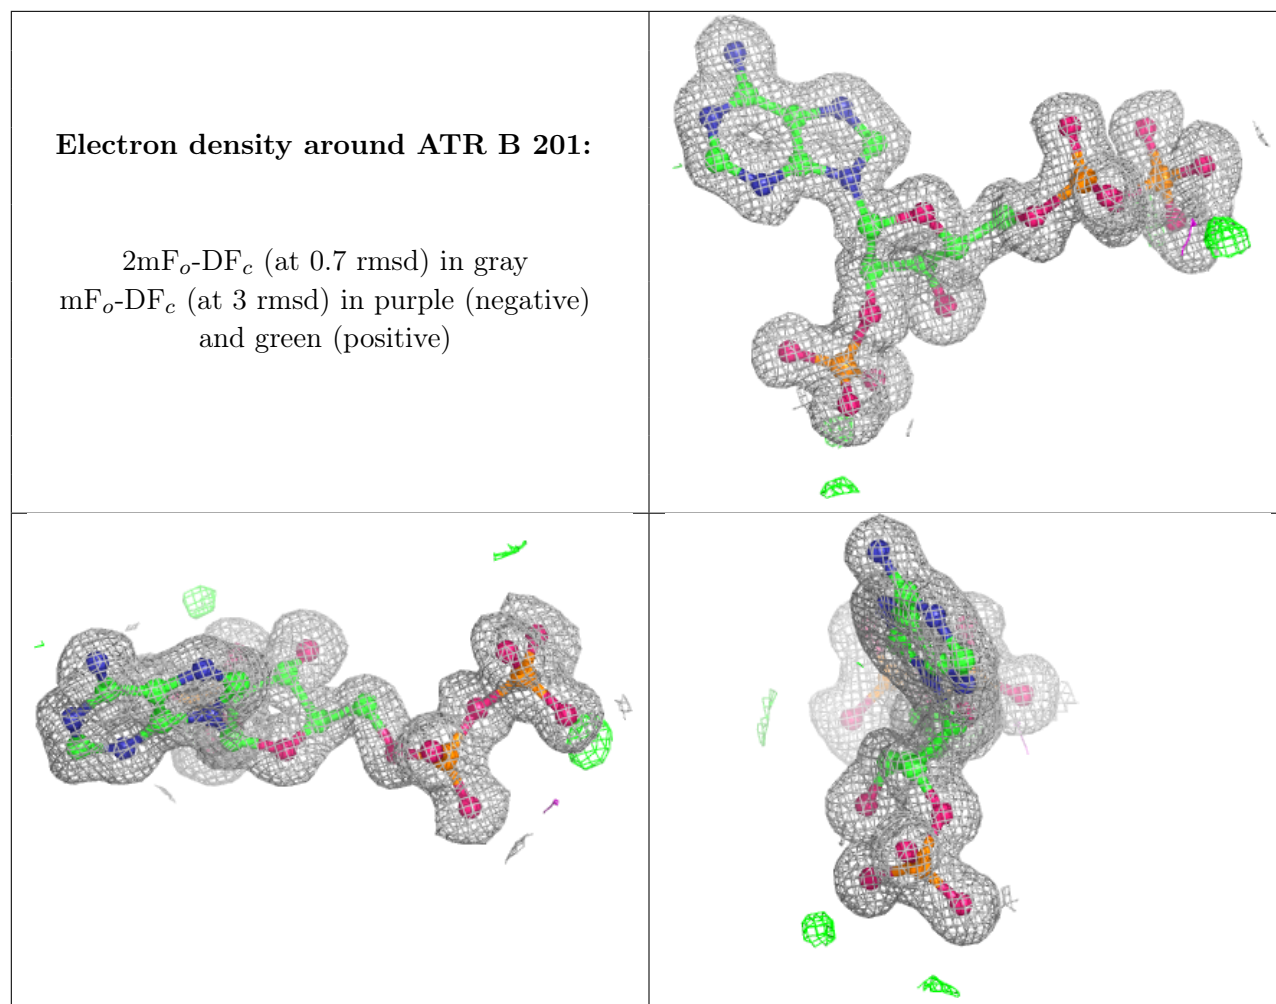 Electron density around ATR B 201:
2mFo-DFc (at 0.7 rmsd) in gray
mFo-DFc (at 3 rmsd) in purple (negative)
and green (positive)